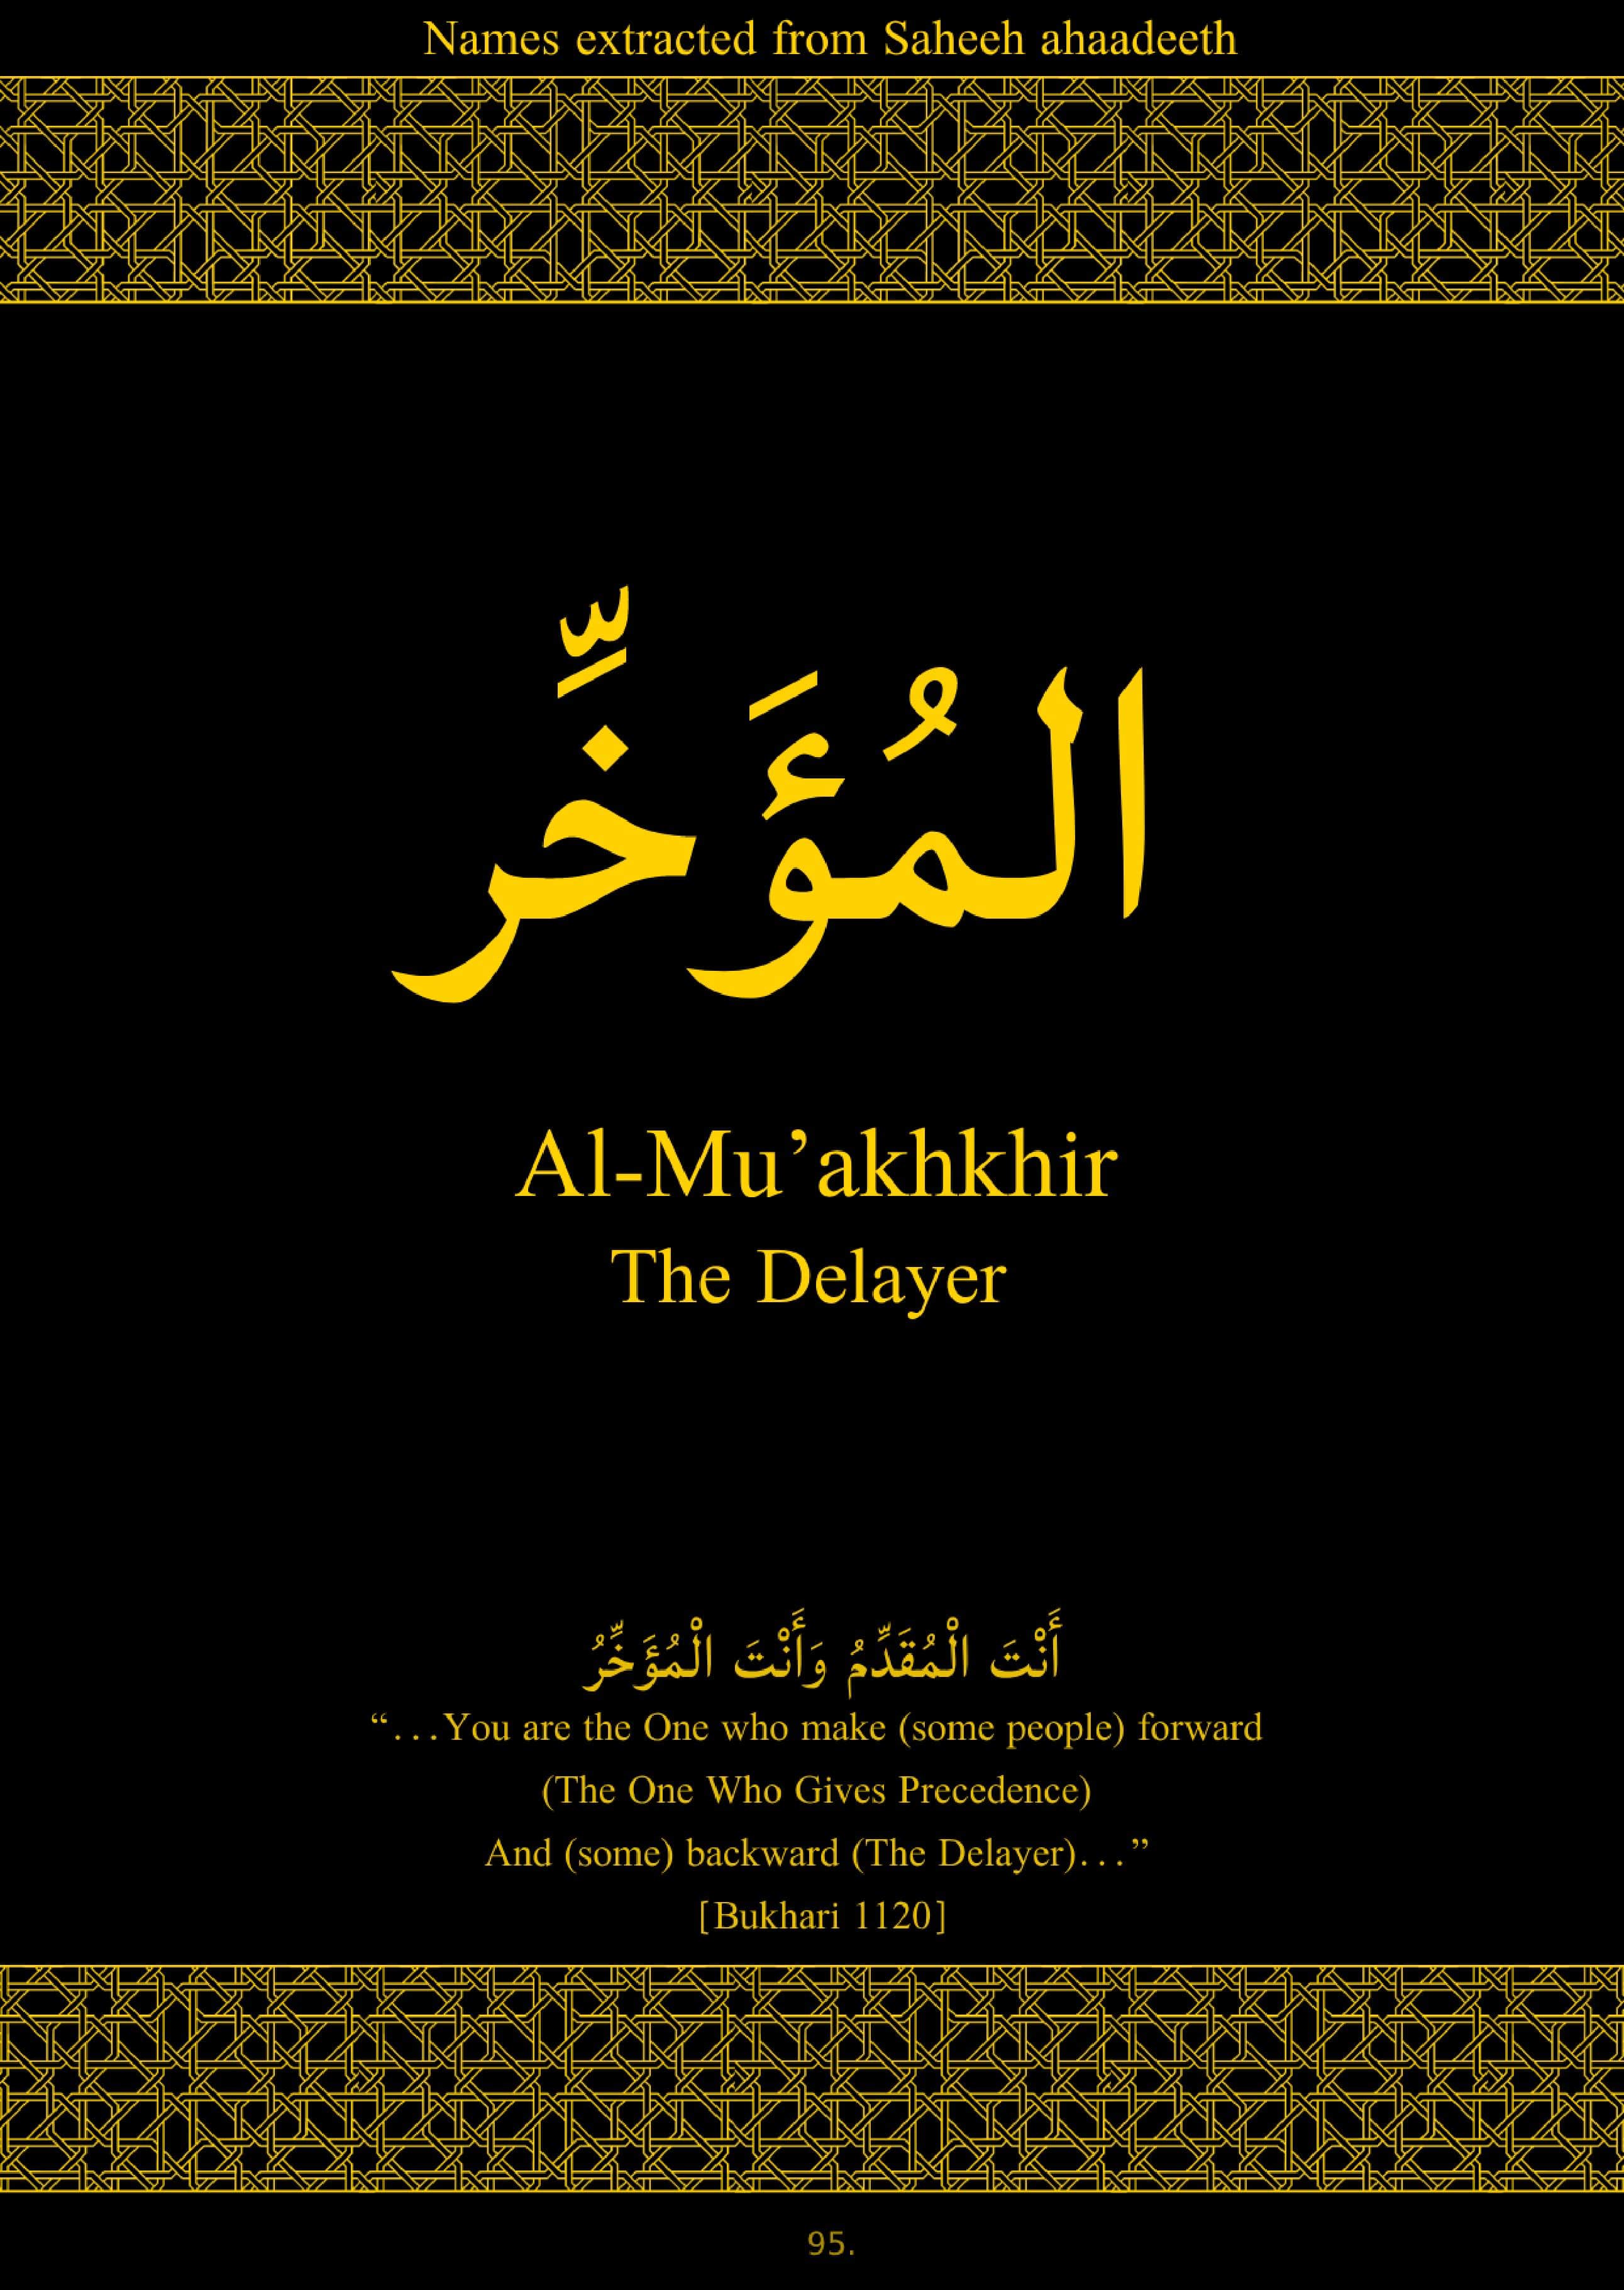 Names extracted from Saheeh ahaadeeth
المُؤَخِّر
Al-Mu’akhkhir
The Delayer
أَنْتَ الْمُقَدِّمُ وَأَنْتَ الْمُؤَخِّرُ
“...You are the One who make (some people) forward
(The One Who Gives Precedence)
And (some) backward (The Delayer)...”
[Bukhari 1120]
95.